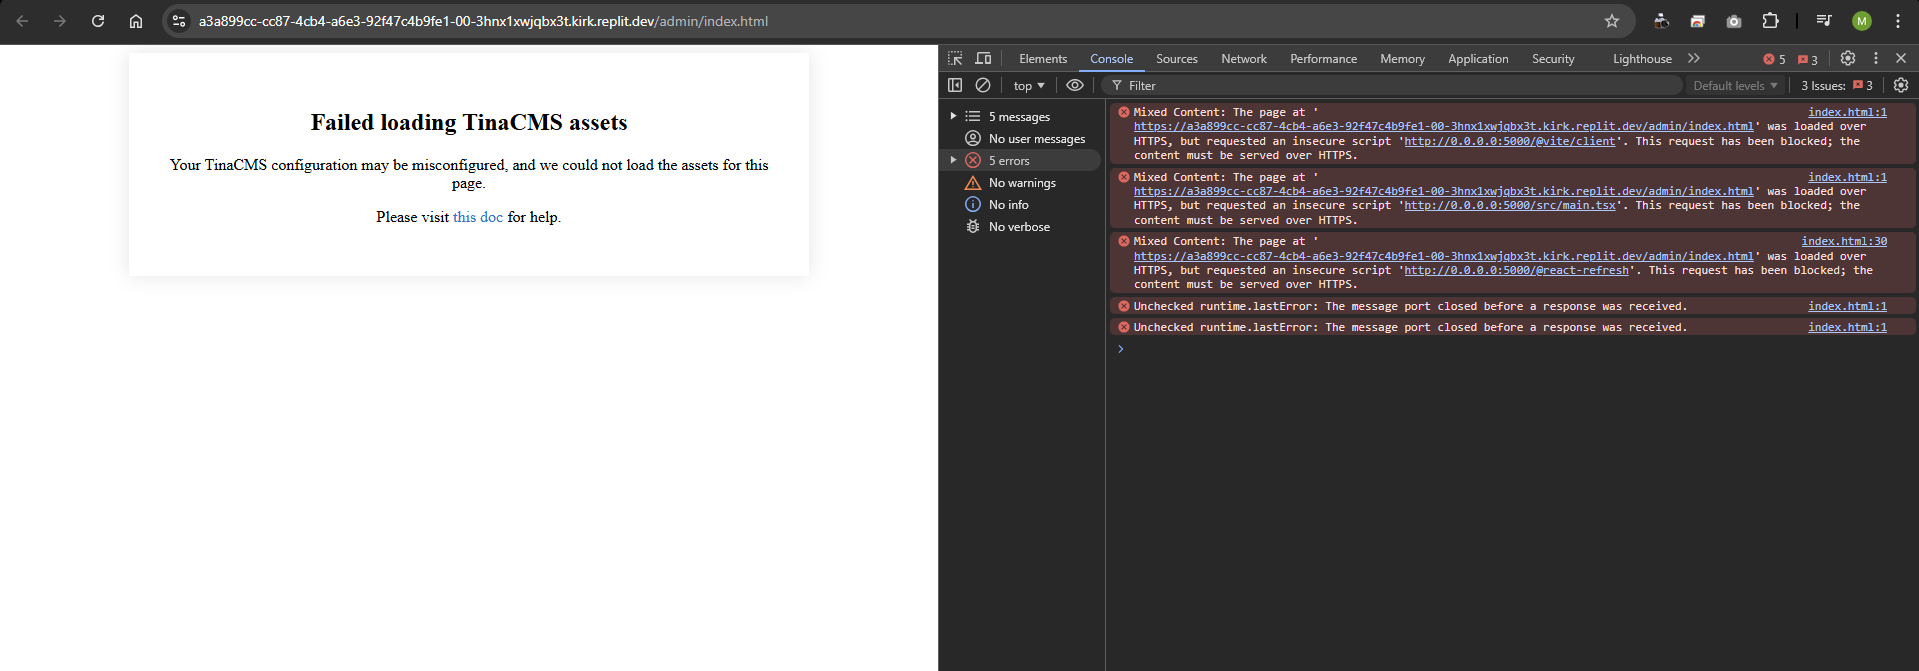 a3a899cc-cc87-4cb4-a6e3-92f47c4b9fe1-00-3hnx1xwjqbx3t.kirk.replit.dev/admin/index.html
M
Failed loading TinaCMS assets
Your TinaCMS configuration may be misconfigured, and we could not load the assets for this
page.
Please visit this doc for help.
Elements Console Sources Network Performance Memory Application Security Lighthouse 5 3
top Filter Default levels 3 Issues: 3
5 messages
No user messages
5 errors
No warnings
No info
No verbose
Mixed Content: The page at ' index.html:1
https://a3a899cc-cc87-4cb4-a6e3-92f47c4b9fe1-00-3hnx1xwjqbx3t.kirk.replit.dev/admin/index.html' was loaded over
HTTPS, but requested an insecure script 'http://0.0.0.0:5000/@vite/client'. This request has been blocked; the
content must be served over HTTPS.
Mixed Content: The page at ' index.html:1
https://a3a899cc-cc87-4cb4-a6e3-92f47c4b9fe1-00-3hnx1xwjqbx3t.kirk.replit.dev/admin/index.html' was loaded over
HTTPS, but requested an insecure script 'http://0.0.0.0:5000/src/main.tsx'. This request has been blocked; the
content must be served over HTTPS.
Mixed Content: The page at ' index.html:30
https://a3a899cc-cc87-4cb4-a6e3-92f47c4b9fe1-00-3hnx1xwjqbx3t.kirk.replit.dev/admin/index.html' was loaded over
HTTPS, but requested an insecure script 'http://0.0.0.0:5000/@react-refresh'. This request has been blocked; the
content must be served over HTTPS.
Unchecked runtime.lastError: The message port closed before a response was received. index.html:1
Unchecked runtime.lastError: The message port closed before a response was received. index.html:1